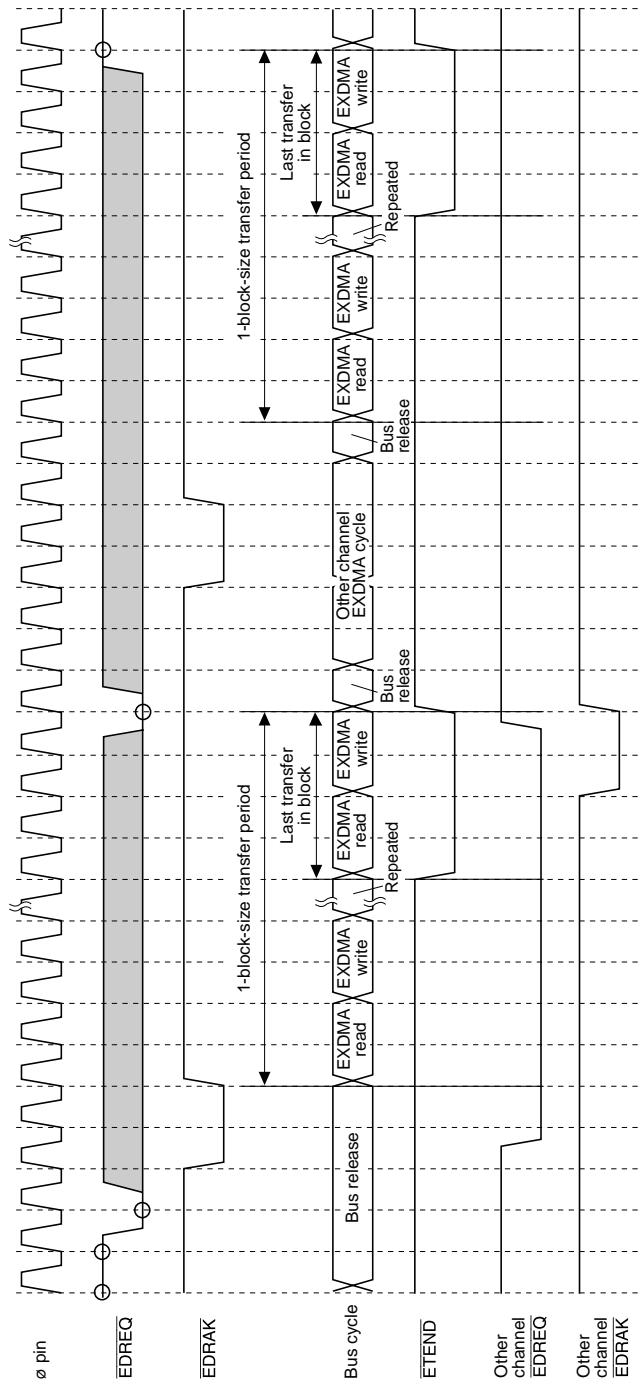 ø pin
EDREQ
EDRAK
1-block-size transfer period
1-block-size transfer period
Last transfer
in block
Last transfer
in block
Bus cycle
Bus release
EXDMA
read
EXDMA
write
Repeated
EXDMA
read
EXDMA
write
Bus
release
Other channel
EXDMA cycle
Bus
release
EXDMA
read
EXDMA
write
Repeated
EXDMA
read
EXDMA
write
ETEND
Other
channel
EDREQ
Other
channel
EDRAK